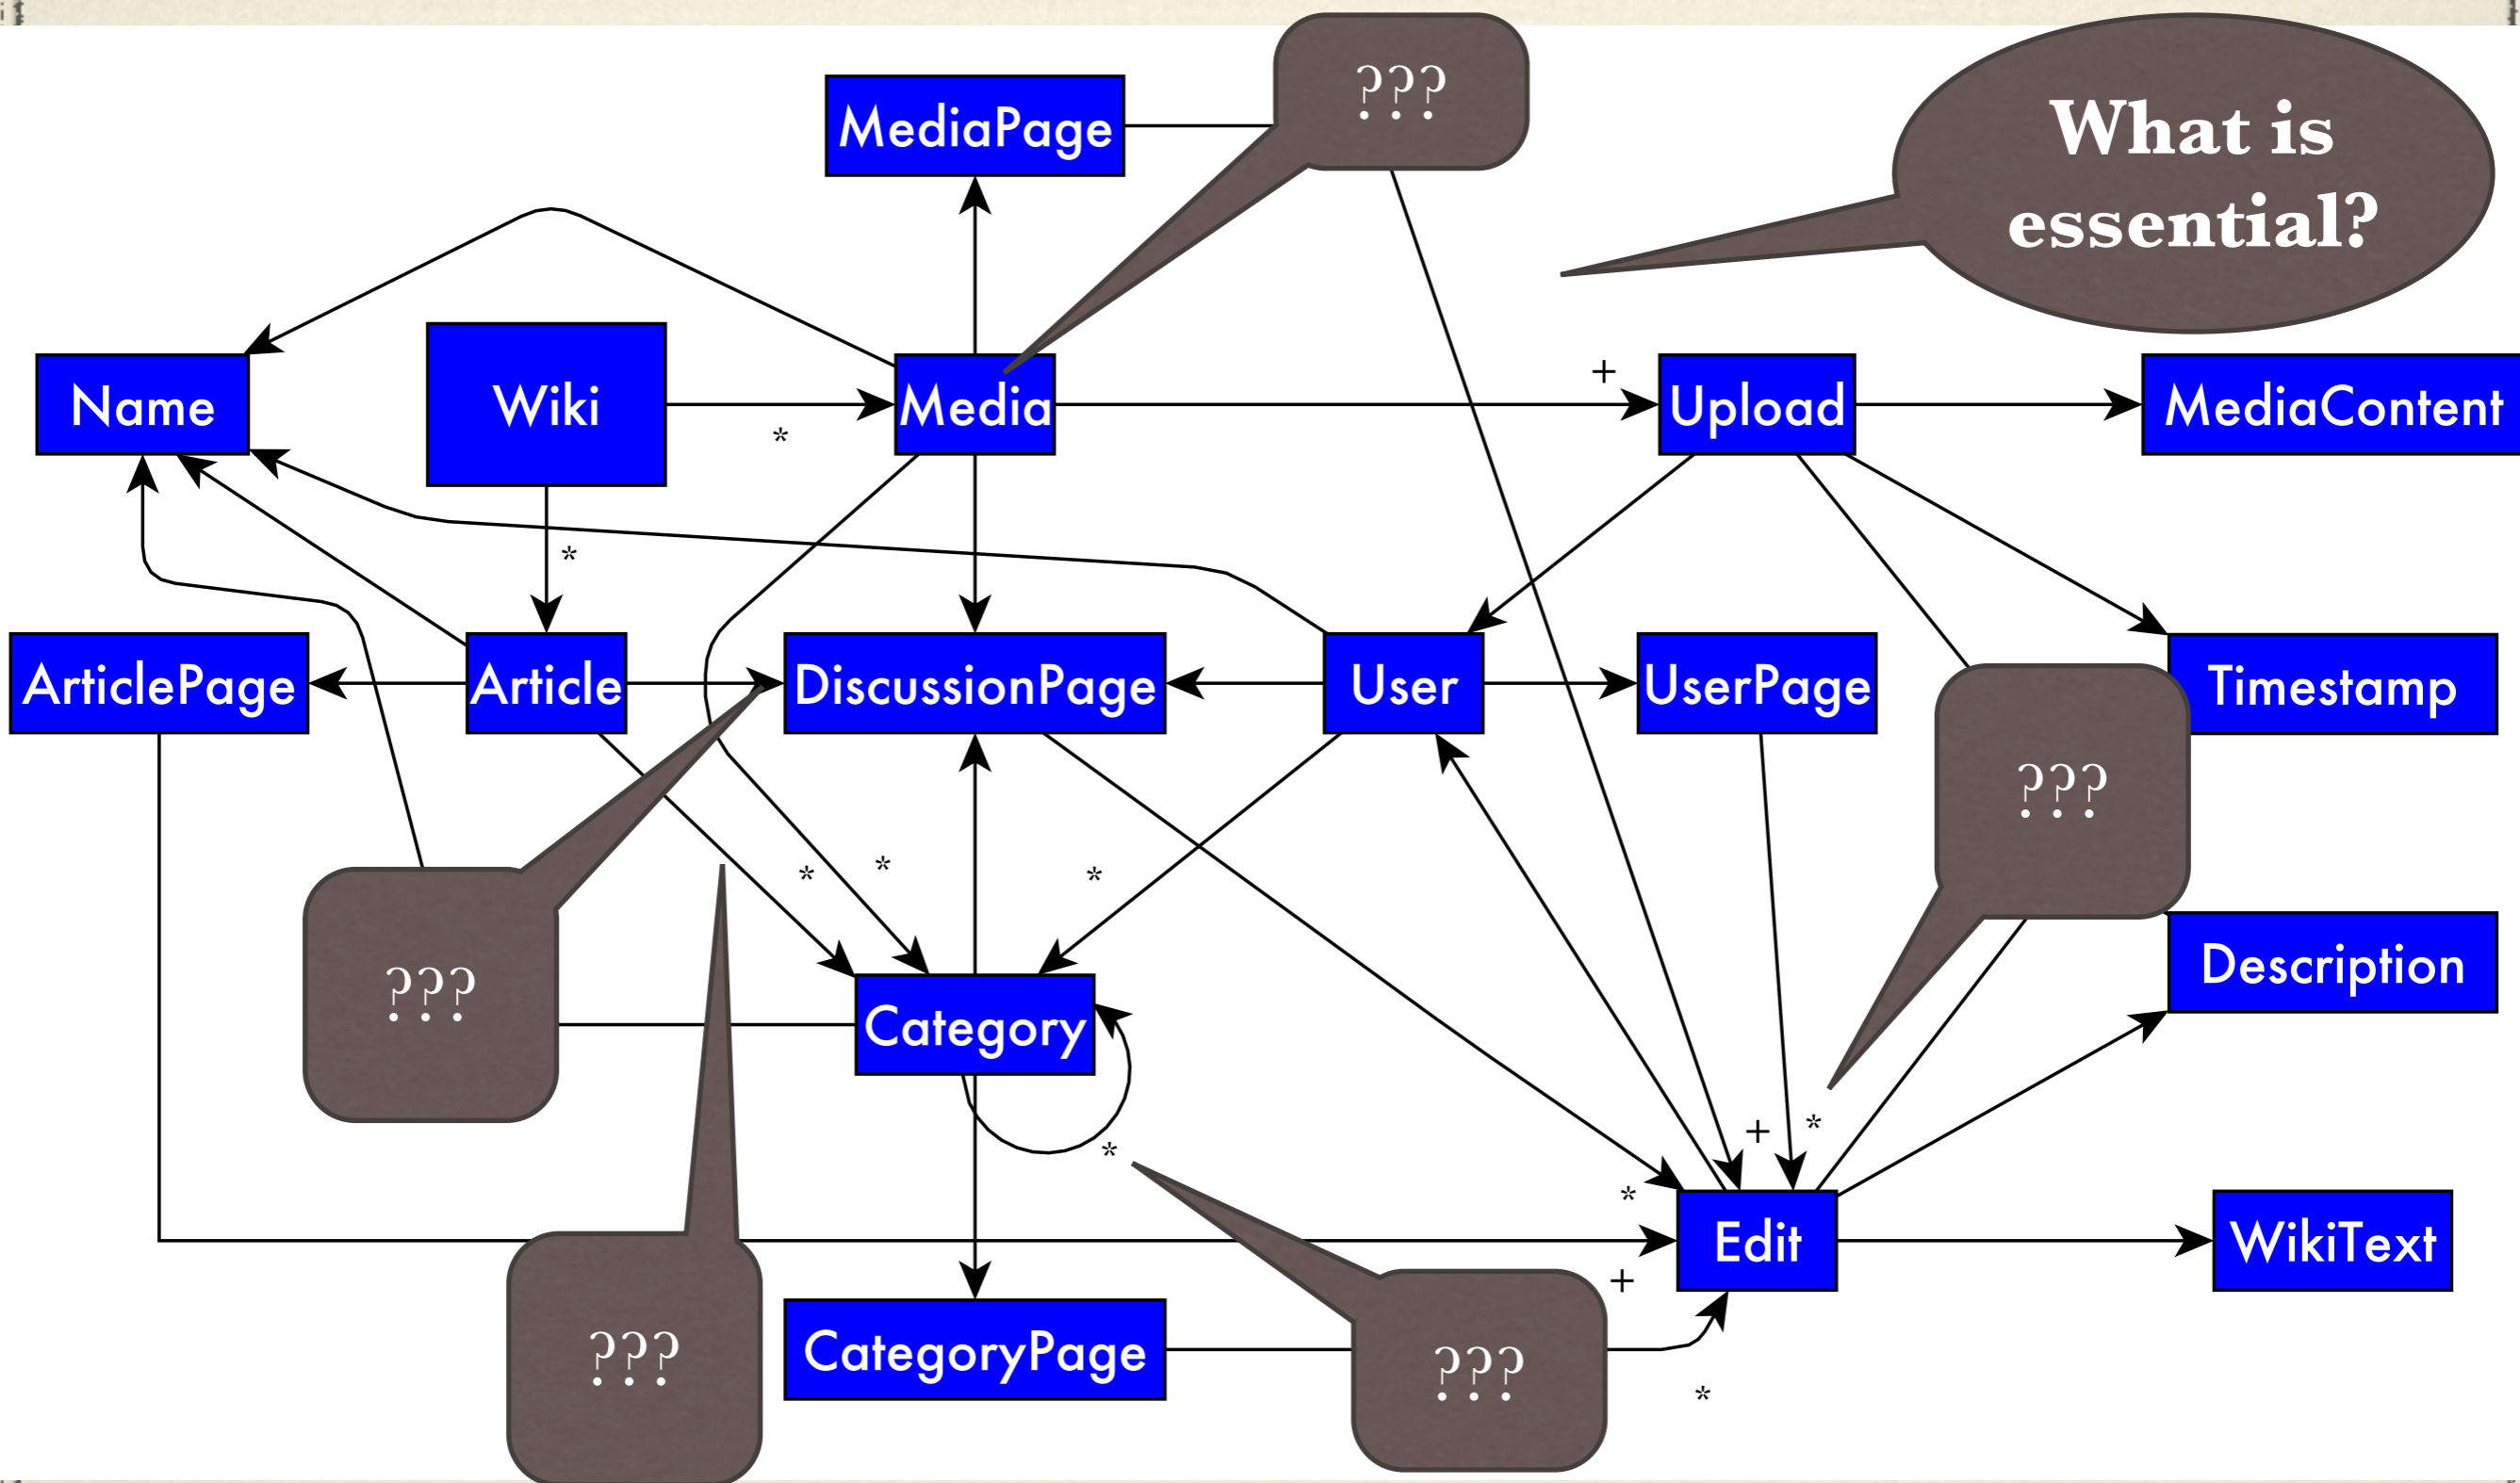 ???
What is
essential?
MediaPage
+
Name
Wiki
Media
Upload
MediaContent
*
*
ArticlePage
Article
DiscussionPage
User
UserPage
Timestamp
???
*
*
*
???
Description
Category
+
*
*
*
Edit
WikiText
+
???
CategoryPage
???
*